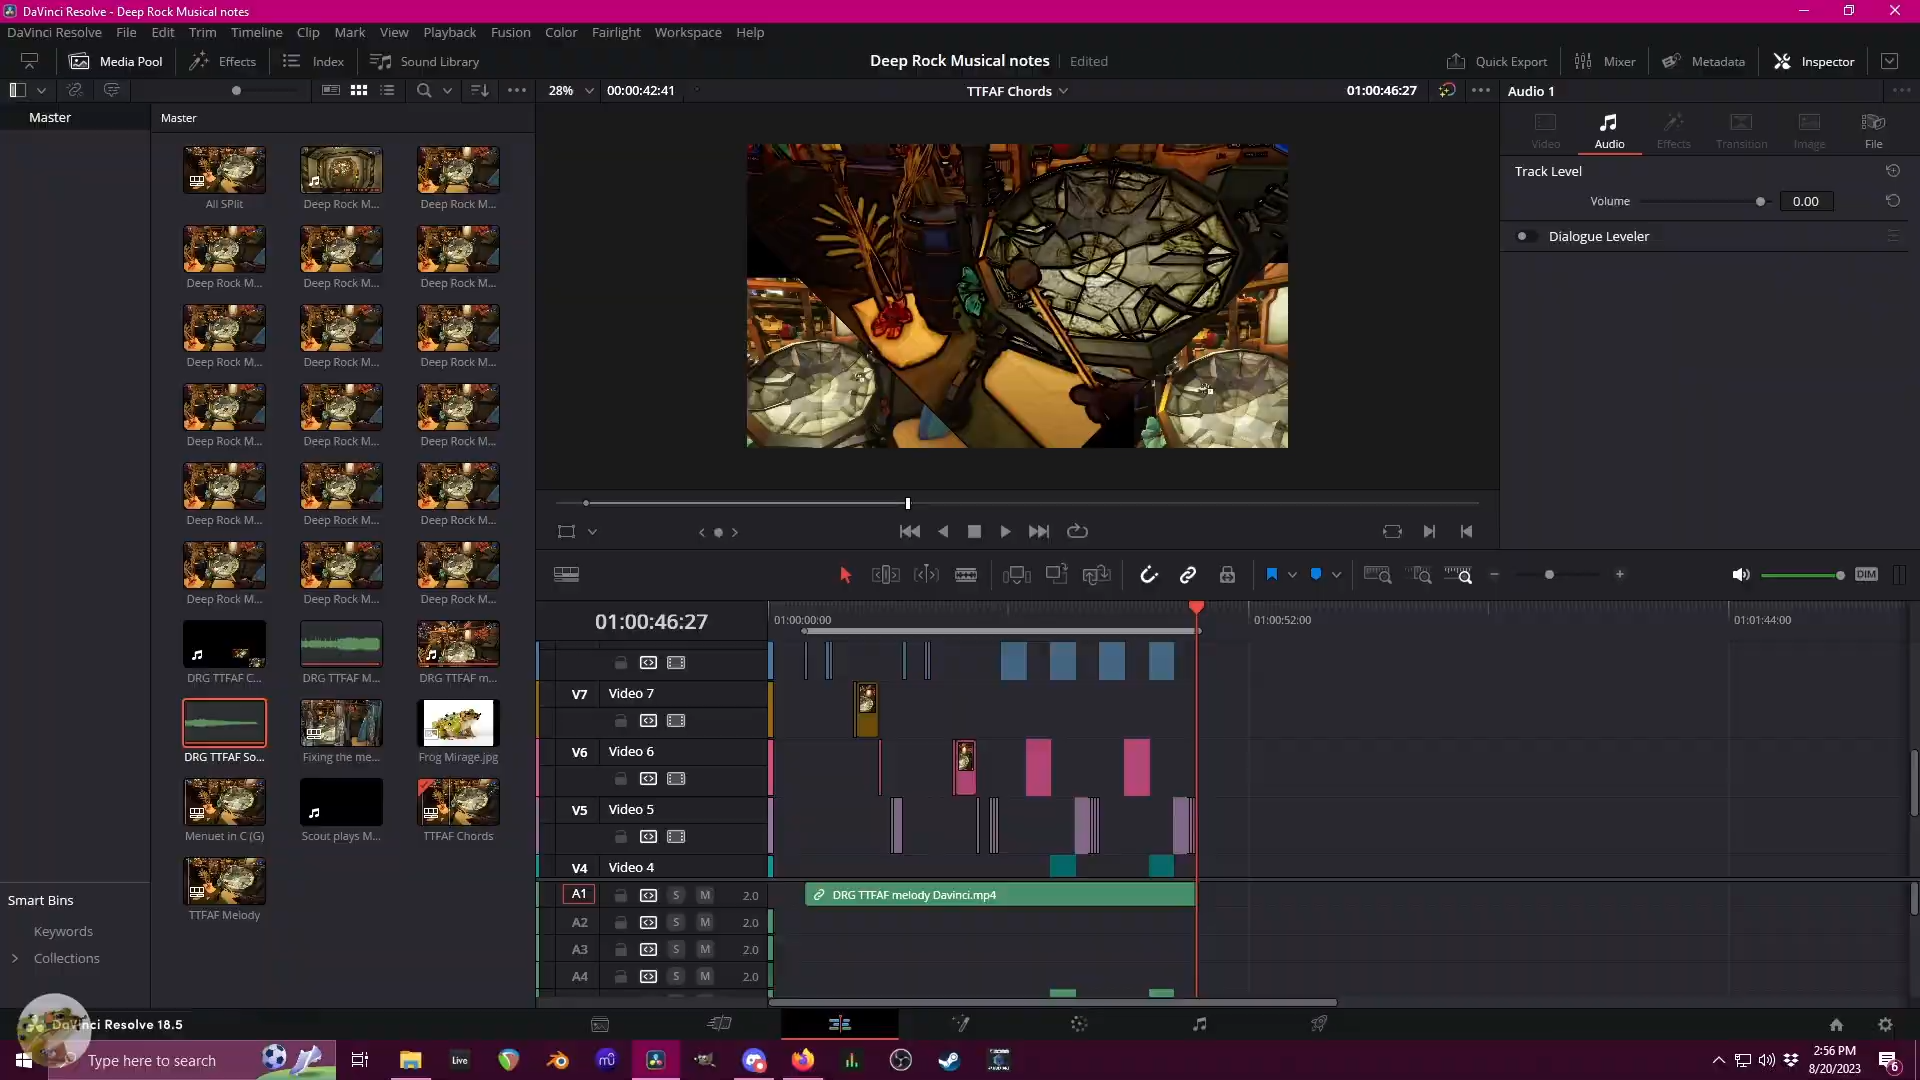 DaVinci Resolve - Deep Rock Musical notes
DaVinci Resolve File Edit Trim Timeline Clip Mark View Playback Fusion Color Fairlight Workspace Help
Media Pool Effects Index Sound Library Deep Rock Musical notes Edited Quick Export Mixer Metadata Inspector
28% 00:00:42:41 TTFAF Chords 01:00:46:27 Audio 1
Master Master
Video Audio Effects Transition Image File
Track Level
Volume 0.00
Dialogue Leveler
All SPlit Deep Rock M... Deep Rock M...
Deep Rock M... Deep Rock M... Deep Rock M...
Deep Rock M... Deep Rock M... Deep Rock M...
Deep Rock M... Deep Rock M... Deep Rock M...
Deep Rock M... Deep Rock M... Deep Rock M...
Deep Rock M... Deep Rock M... Deep Rock M...
DRG TTFAF C... DRG TTFAF M... DRG TTFAF m...
DRG TTFAF So... Fixing the me... Frog Mirage.jpg
Menuet in C (G) Scout plays M... TTFAF Chords
TTFAF Melody
Smart Bins
Keywords
Collections
DIM
01:00:46:27 01:00:00:00 01:00:52:00 01:01:44:00
V7 Video 7
V6 Video 6
V5 Video 5
V4 Video 4
A1 S M 2.0 DRG TTFAF melody Davinci.mp4
A2 S M 2.0
A3 S M 2.0
A4 S M 2.0
DaVinci Resolve 18.5
Type here to search
Live
2:56 PM
8/20/2023
6